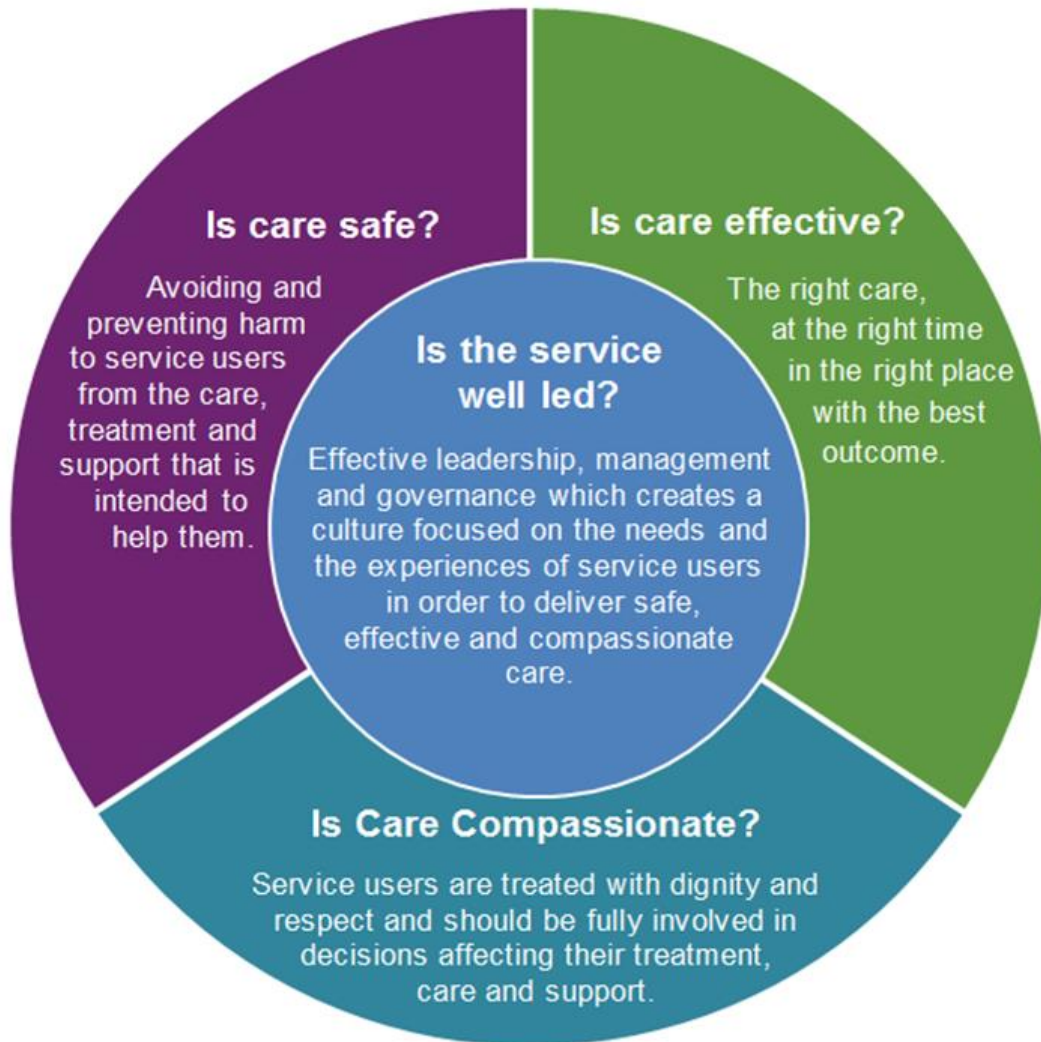 Is care safe?
Avoiding and
preventing harm
to service users
from the care,
treatment and
support that is
intended to
help them.
Is care effective?
The right care,
at the right time
in the right place
with the best
outcome.
Is the service
well led?
Effective leadership, management
and governance which creates a
culture focused on the needs and
the experiences of service users
in order to deliver safe,
effective and compassionate
care.
Is Care Compassionate?
Service users are treated with dignity and
respect and should be fully involved in
decisions affecting their treatment,
care and support.